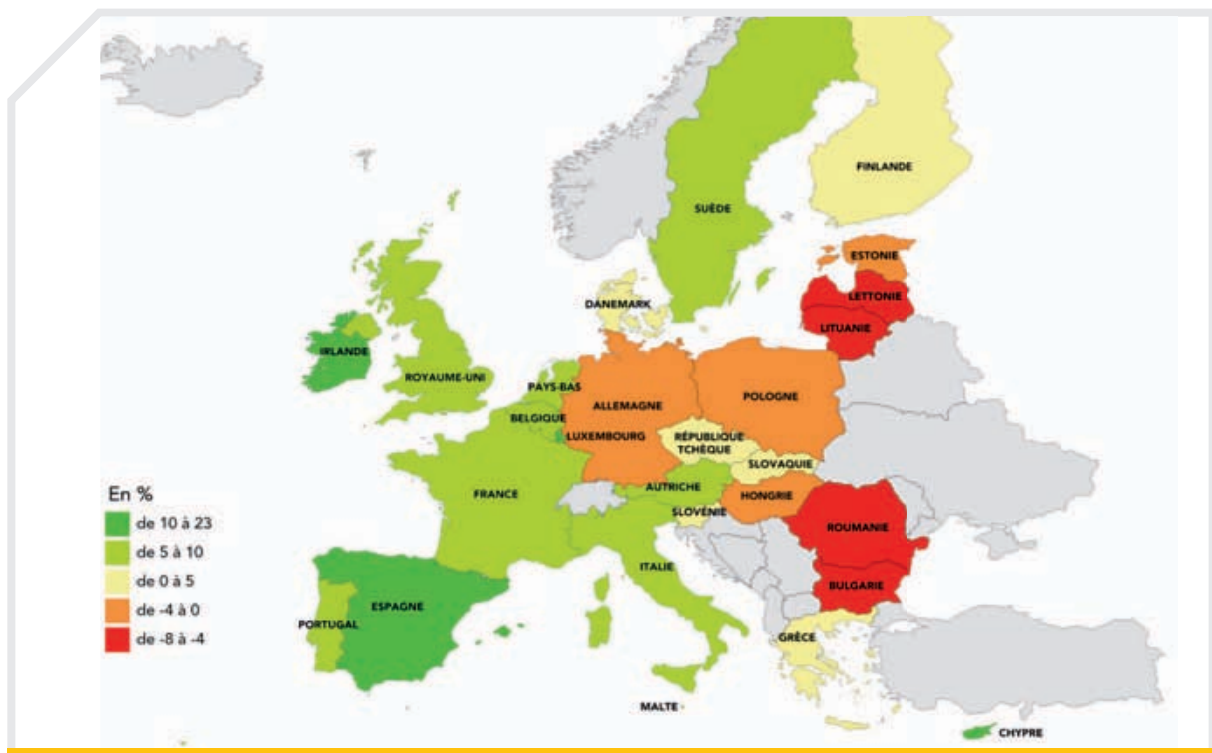 FINLANDE
SUÈDE
ESTONIE
LETTONIE
DANEMARK
LITUANIE
IRLANDE
ROYAUME-UNI
PAYS-BAS
POLOGNE
ALLEMAGNE
BELGIQUE
LUXEMBOURG
RÉPUBLIQUE
TCHÈQUE
SLOVAQUIE
AUTRICHE
FRANCE
HONGRIE
SLOVÉNIE
ROUMANIE
En %
de 10 à 23
de 5 à 10
de 0 à 5
de -4 à 0
de -8 à -4
ITALIE
BULGARIE
ESPAGNE
PORTUGAL
GRÈCE
MALTE
CHYPRE